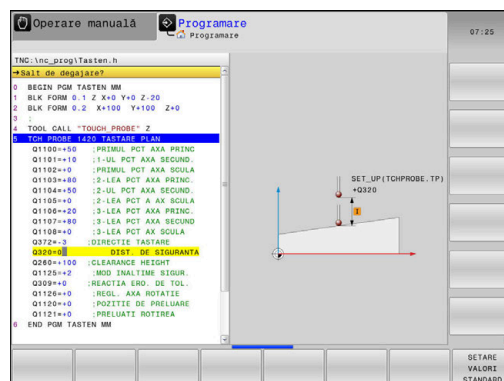 Operare manuală
Programare
Programare
07:25
TNC:\nc_prog\Tasten.h
→Salt de degajare?
0 BEGIN PGM TASTEN MM
1 BLK FORM 0.1 Z X+0 Y+0 Z-20
2 BLK FORM 0.2 X+100 Y+100 Z+0
3 ;
4 TOOL CALL "TOUCH_PROBE" Z
5 TCH PROBE 1420 TASTARE PLAN
Q1100=+50 ;PRIMUL PCT AXA PRINC
Q1101=+10 ;1-UL PCT AXA SECUND.
Q1102=+0 ;PRIMUL PCT AXA SCULA
Q1103=+80 ;2-LEA PCT AXA PRINC.
Q1104=+50 ;2-UL PCT AXA SECUND.
Q1105=+0 ;2-LEA PCT A AX SCULA
Q1106=+20 ;3-LEA PCT AXA PRINC.
Q1107=+80 ;3-LEA PCT AXA SECUND
Q1108=+0 ;3-LEA PCT AX SCULA
Q372=-3 ;DIRECTIE TASTARE
Q320=0 DIST. DE SIGURANTA
Q260=+100 ;CLEARANCE HEIGHT
Q1125=+2 ;MOD INALTIME SIGUR.
Q309=+0 ;REACTIA ERO. DE TOL.
Q1126=+0 ;REGL. AXA ROTATIE
Q1120=+0 ;POZITIE DE PRELUARE
Q1121=+0 ;PRELUATI ROTIREA
6 END PGM TASTEN MM
SET_UP(TCHPROBE.TP)
+Q320
I
SETARE
VALORI
STANDARD